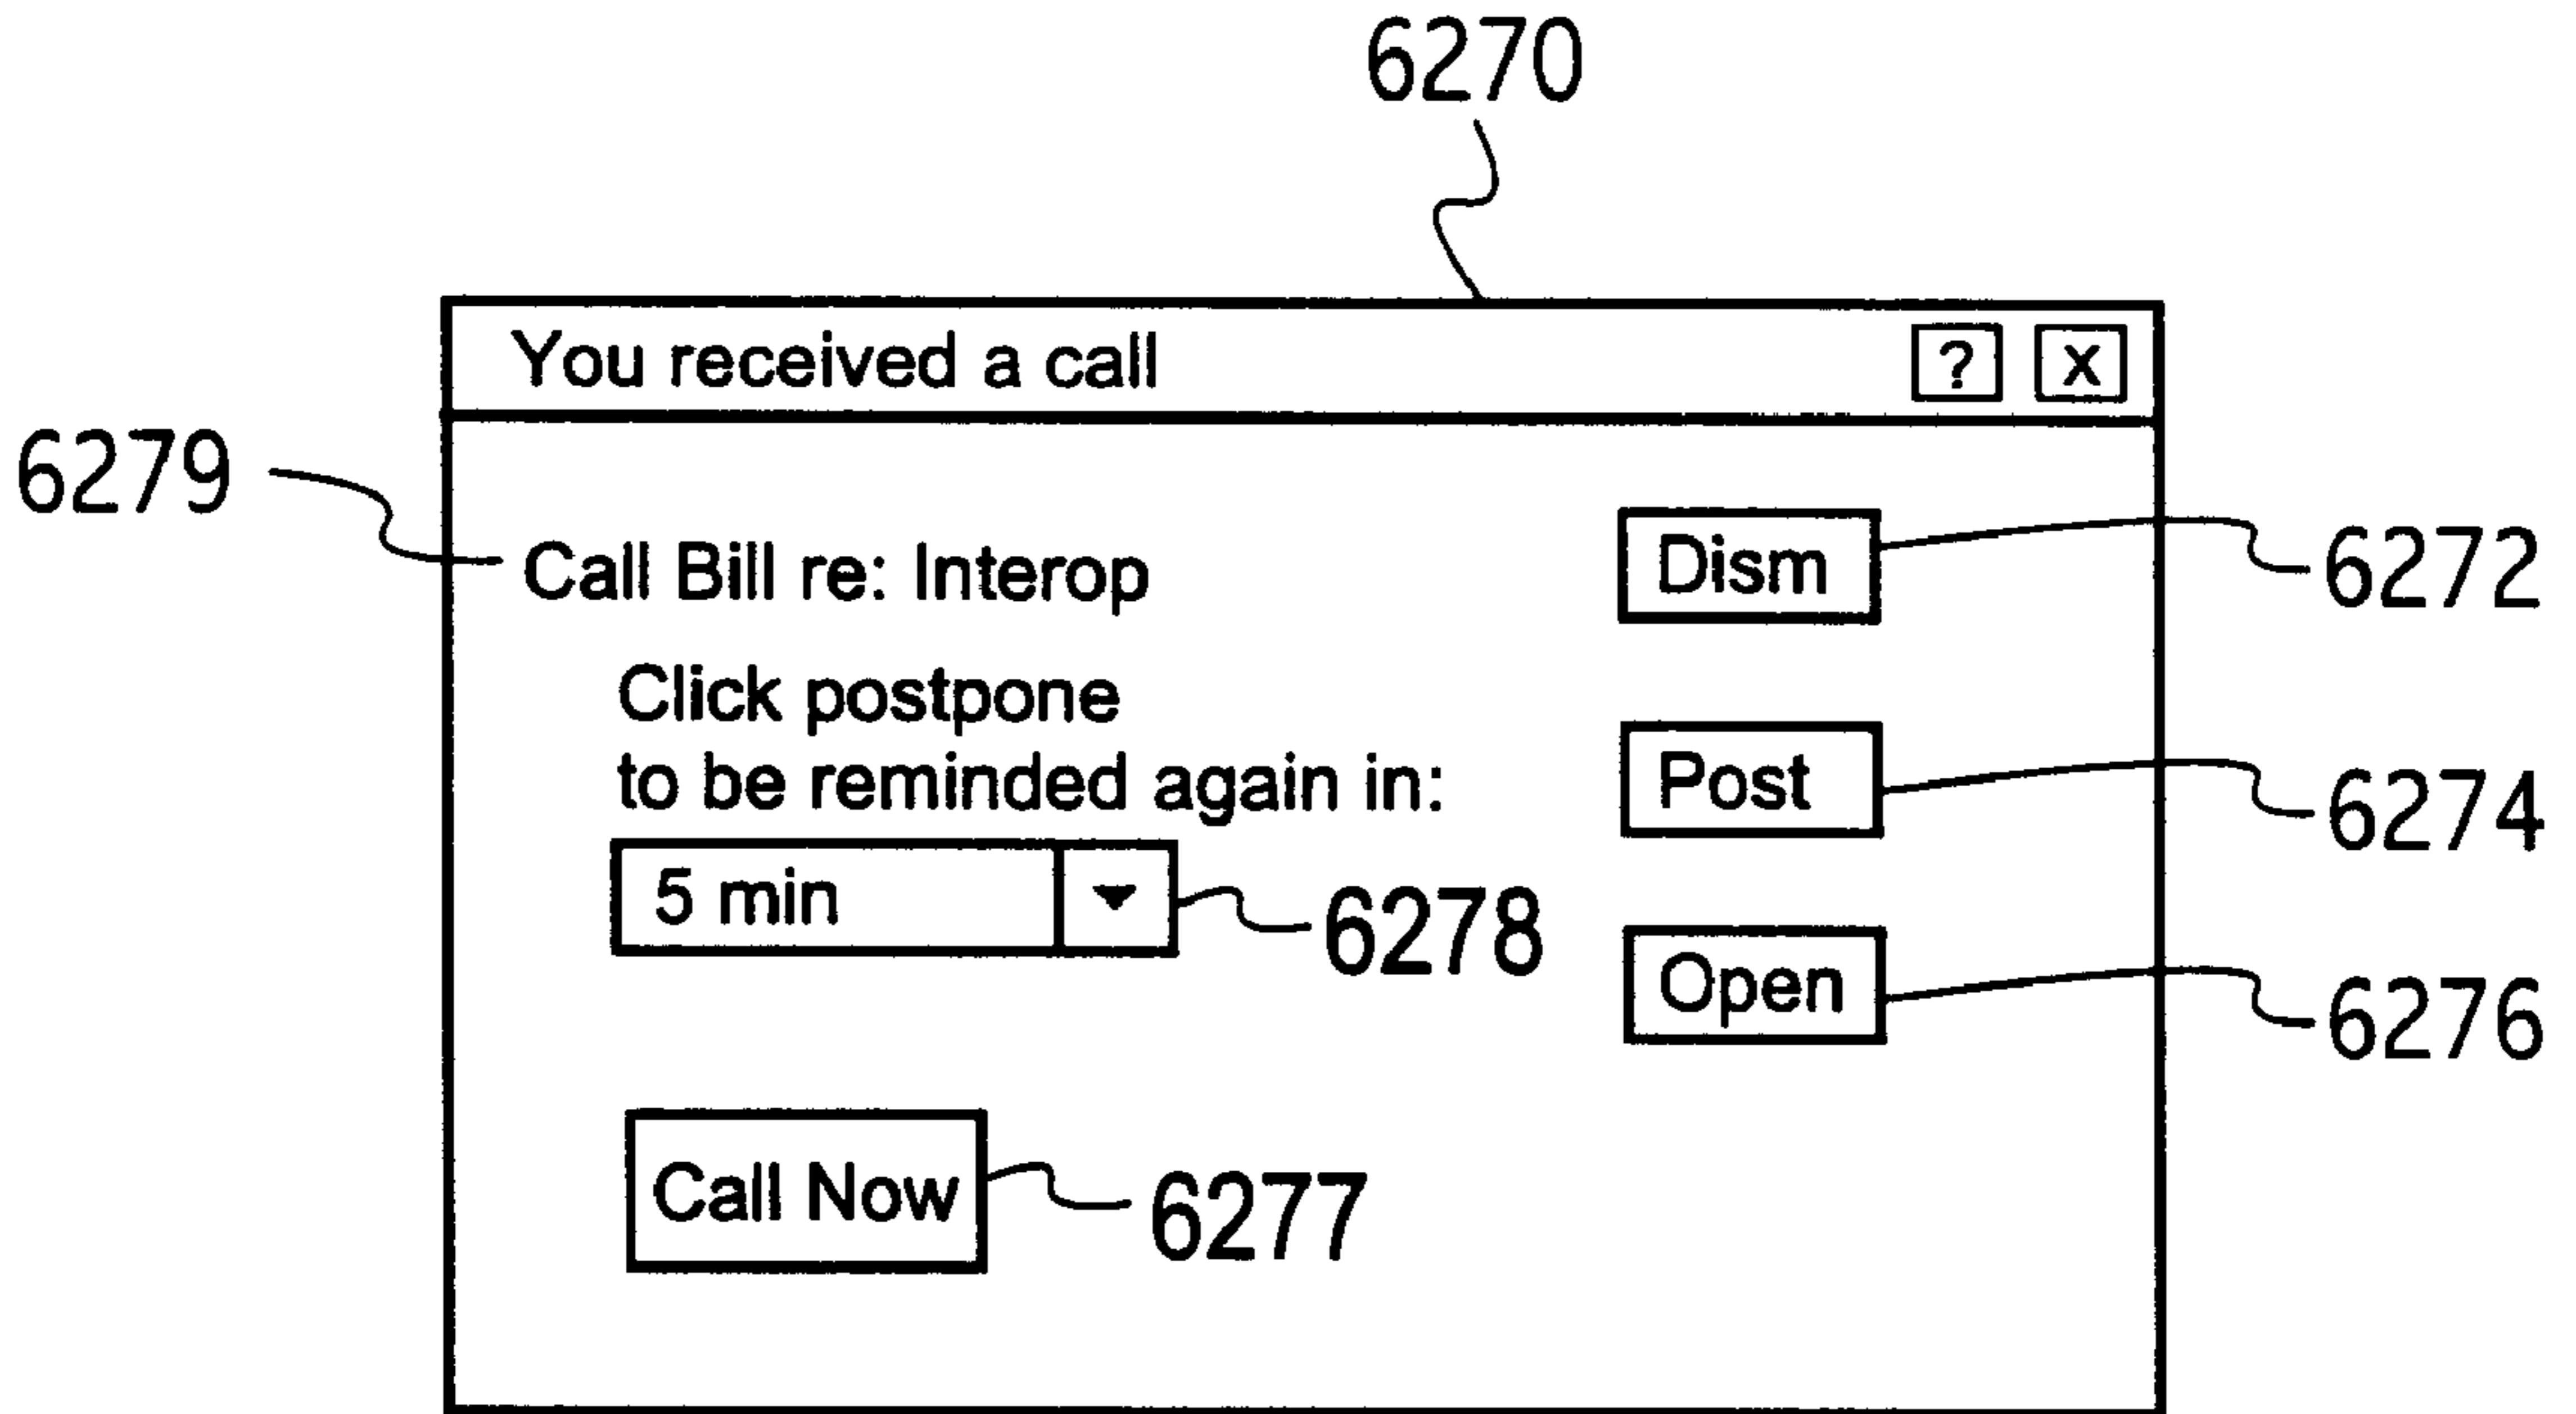 6270
You received a call ? X
6279
Call Bill re: Interop
Dism
6272
Click postpone
to be reminded again in:
Post
6274
5 min
6278
Open
6276
Call Now
6277